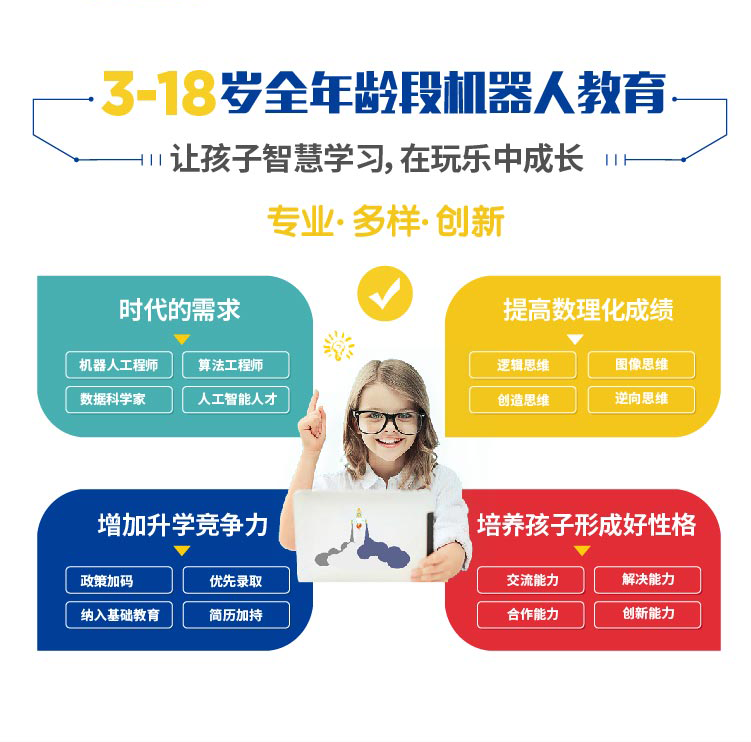 3-18岁全年龄段机器人教育
让孩子智慧学习,在玩乐中成长
专业·多样·创新
时代的需求
机器人工程师
算法工程师
数据科学家
人工智能人才
提高数理化成绩
逻辑思维
图像思维
创造思维
逆向思维
增加升学竞争力
政策加码
优先录取
纳入基础教育
简历加持
培养孩子形成好性格
交流能力
解决能力
合作能力
创新能力